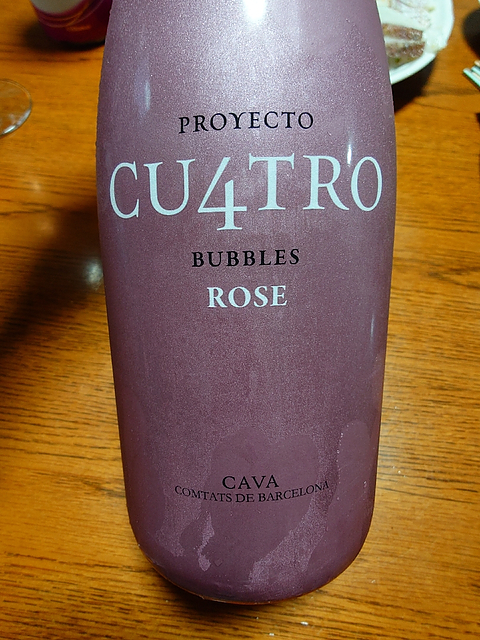 PROYECTO
CU4TRO
BUBBLES
ROSE
CAVA
COMTATS DE BARCELONA